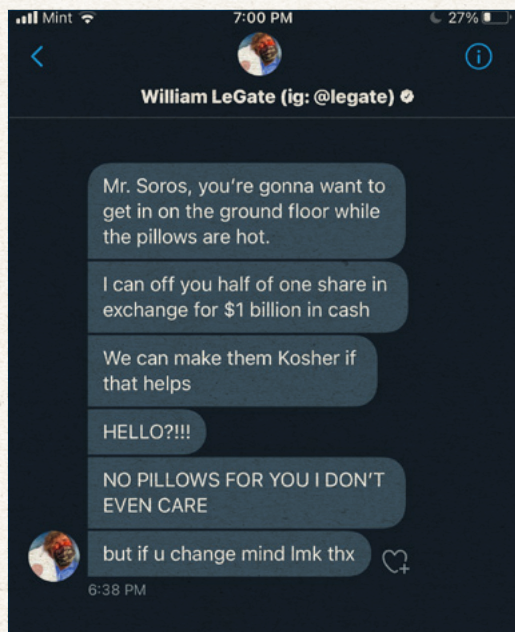 Mint 7:00 PM 27%
William LeGate (ig: @legate)
Mr. Soros, you’re gonna want to
get in on the ground floor while
the pillows are hot.
I can off you half of one share in
exchange for $1 billion in cash
We can make them Kosher if
that helps
HELLO?!!!
NO PILLOWS FOR YOU I DON’T
EVEN CARE
but if u change mind lmk thx
6:38 PM